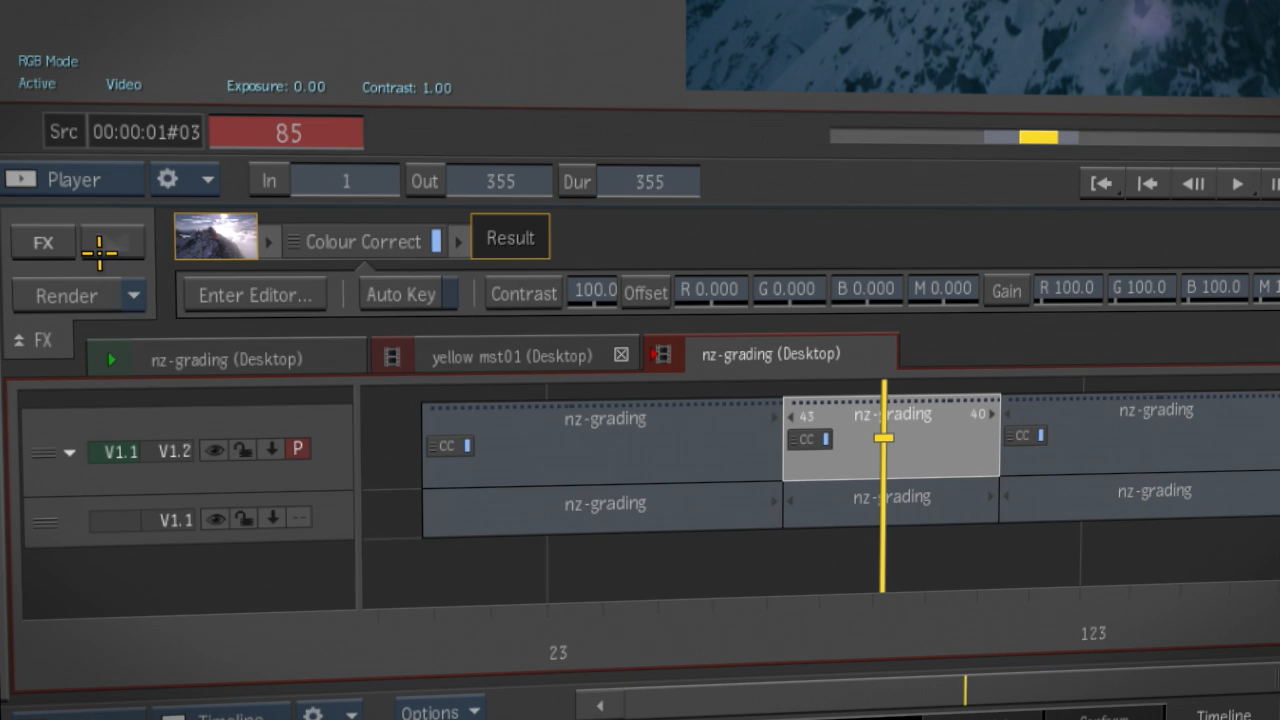 RGB Mode
Active Video Exposure: 0.00 Contrast: 1.00
Src 00:00:01#03 85
Player In 1 Out 355 Dur 355
FX Colour Correct Result
Render Enter Editor... Auto Key Contrast 100.0 Offset R 0.000 G 0.000 B 0.000 M 0.000 Gain R 100.0 G 100.0 B 100.0 M 1
FX
nz-grading (Desktop) yellow mst01 (Desktop) nz-grading (Desktop)
nz-grading 43 nz-grading 40 nz-grading
V1.1 V1.2 P CC CC CC
V1.1 -- nz-grading nz-grading nz-grading
23 123
Timeline Options Timeline